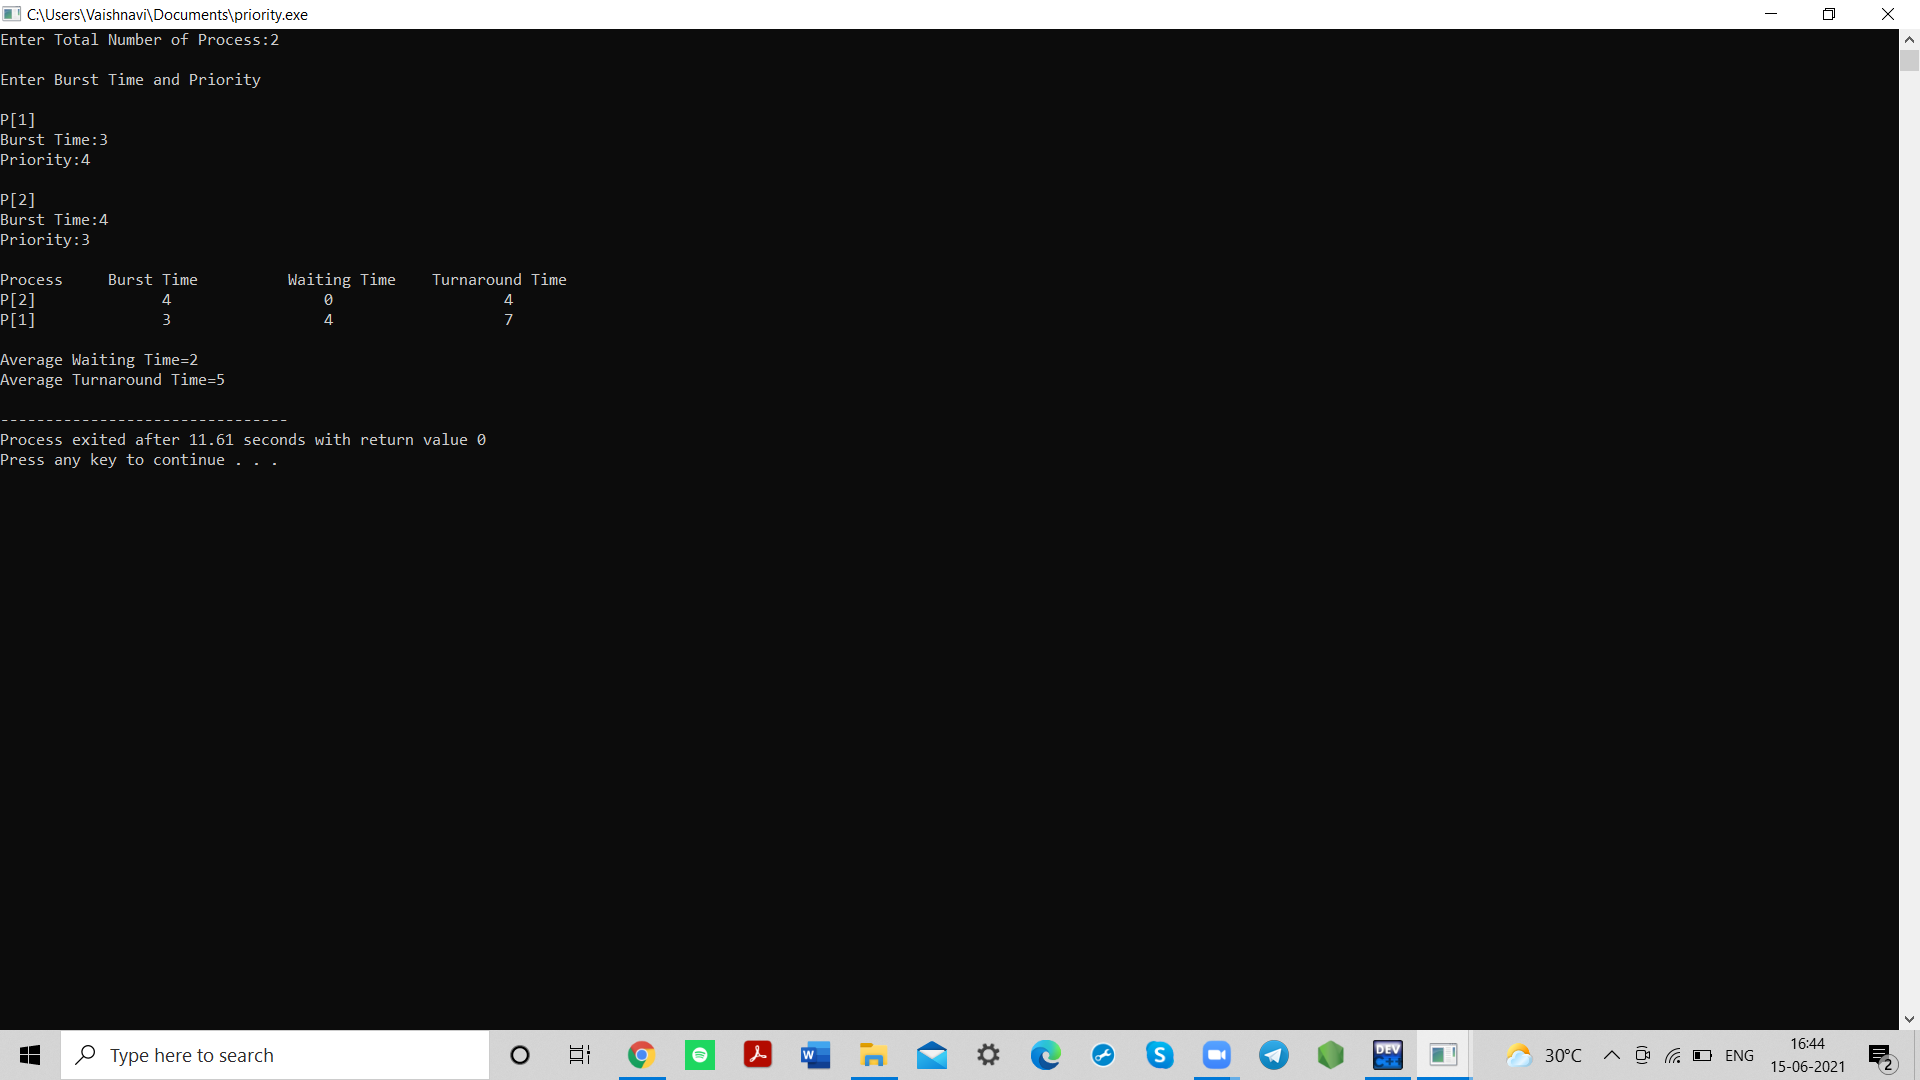 C:\Users\Vaishnavi\Documents\priority.exe
Enter Total Number of Process:2
Enter Burst Time and Priority
P[1]
Burst Time:3
Priority:4
P[2]
Burst Time:4
Priority:3
Process     Burst Time          Waiting Time    Turnaround Time
P[2]              4                 0                   4
P[1]              3                 4                   7
Average Waiting Time=2
Average Turnaround Time=5
--------------------------------
Process exited after 11.61 seconds with return value 0
Press any key to continue . . .
Type here to search
W
S
DEV
C++
30°C
ENG
16:44
15-06-2021
2